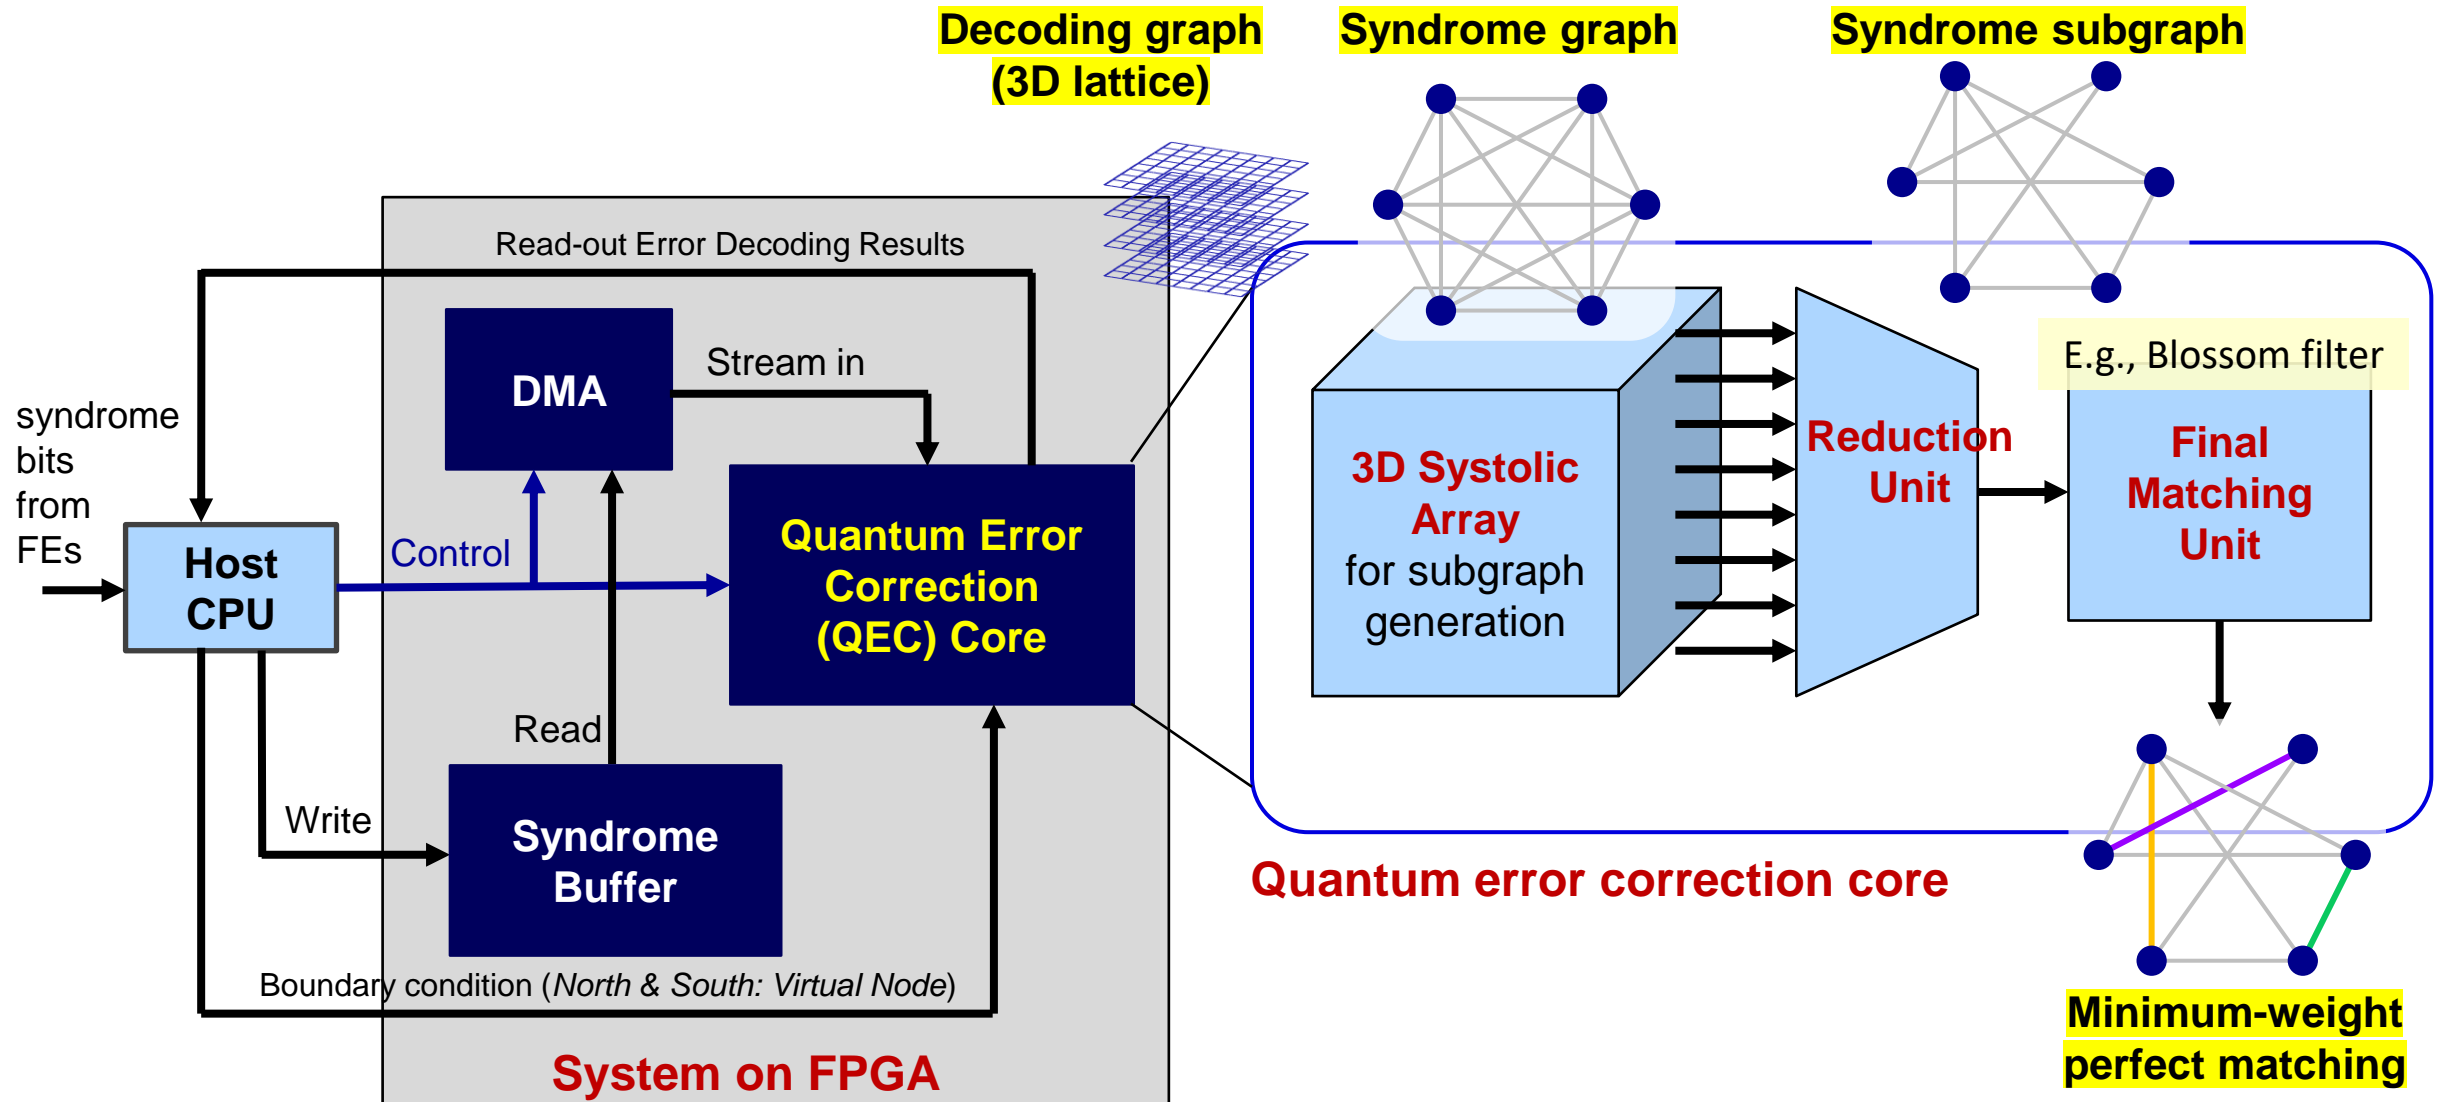 Decoding graph
(3D lattice)
Syndrome graph
Syndrome subgraph
Read-out Error Decoding Results
DMA
Stream in
syndrome
bits
from
FEs
Host
CPU
Control
Quantum Error
Correction
(QEC) Core
Read
Write
Syndrome
Buffer
Boundary condition (North & South: Virtual Node)
System on FPGA
3D Systolic
Array
for subgraph
generation
Reduction
Unit
E.g., Blossom filter
Final
Matching
Unit
Quantum error correction core
Minimum-weight
perfect matching